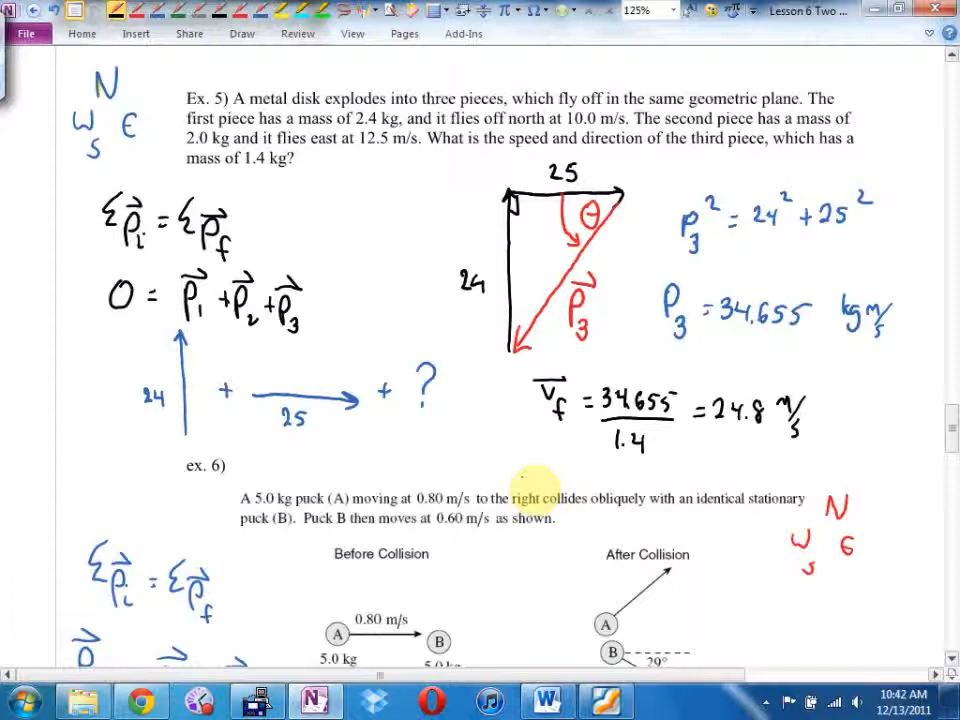 125%
Lesson 6 Two ...
File Home Insert Share Draw Review View Pages Add-Ins
N
W E
S
Ex. 5) A metal disk explodes into three pieces, which fly off in the same geometric plane. The
first piece has a mass of 2.4 kg, and it flies off north at 10.0 m/s. The second piece has a mass of
2.0 kg and it flies east at 12.5 m/s. What is the speed and direction of the third piece, which has a
mass of 1.4 kg?
Σp⃗i = Σp⃗f
0 = p⃗1 + p⃗2 + p⃗3
24 + 25 + ?
25
24
θ
P⃗3
P3² = 24² + 25²
P3 = 34.655 kg m/s
v⃗f = 34.655 / 1.4 = 24.8 m/s
ex. 6)
A 5.0 kg puck (A) moving at 0.80 m/s to the right collides obliquely with an identical stationary
puck (B). Puck B then moves at 0.60 m/s as shown.
N
W E
S
Σp⃗i = Σp⃗f
Before Collision
After Collision
0.80 m/s
A B
5.0 kg 5.0 kg
A
B
29°
10:42 AM
12/13/2011